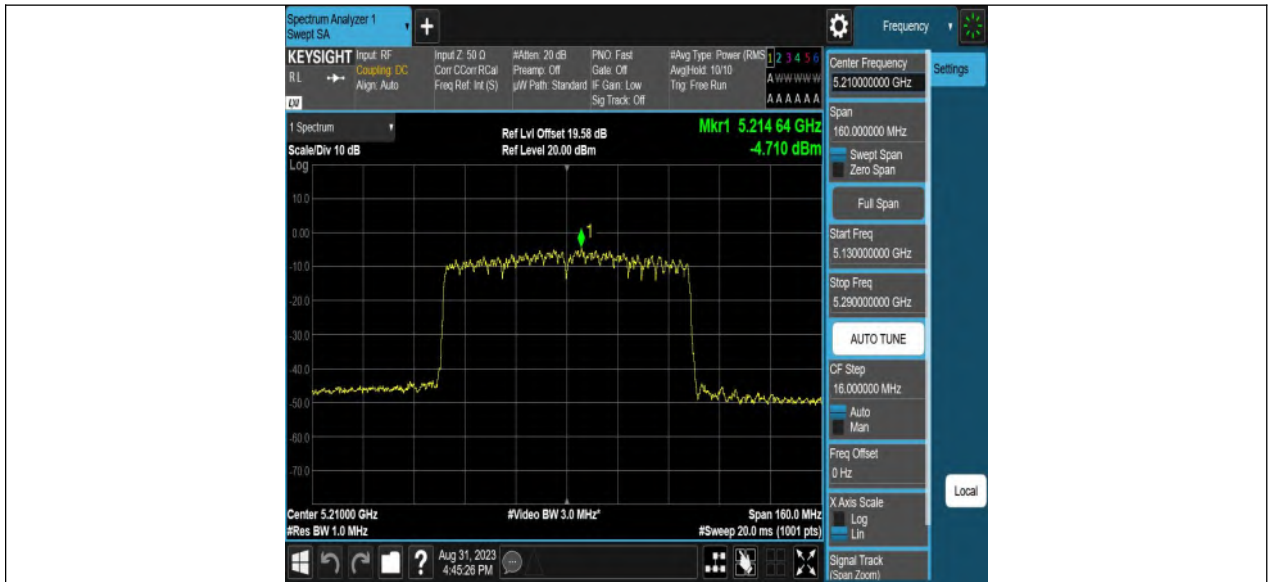 Spectrum Analyzer 1
Swept SA
+
Frequency
KEYSIGHT
RL
LXI
Input: RF
Coupling: DC
Align: Auto
Input Z: 50 Ω
Corr CCorr RCal
Freq Ref: Int (S)
#Atten: 20 dB
Preamp: Off
µW Path: Standard
PNO: Fast
Gate: Off
IF Gain: Low
Sig Track: Off
#Avg Type: Power (RMS
Avg|Hold: 10/10
Trig: Free Run
1 2 3 4 5 6
A W W W W W
A A A A A A
1 Spectrum
Scale/Div 10 dB
Ref Lvl Offset 19.58 dB
Ref Level 20.00 dBm
Mkr1 5.214 64 GHz
-4.710 dBm
Log
10.0
0.00
-10.0
-20.0
-30.0
-40.0
-50.0
-60.0
-70.0
1
Center 5.21000 GHz
#Res BW 1.0 MHz
#Video BW 3.0 MHz*
Span 160.0 MHz
#Sweep 20.0 ms (1001 pts)
?
Aug 31, 2023
4:45:26 PM
Center Frequency
5.210000000 GHz
Span
160.000000 MHz
Swept Span
Zero Span
Full Span
Start Freq
5.130000000 GHz
Stop Freq
5.290000000 GHz
AUTO TUNE
CF Step
16.000000 MHz
Auto
Man
Freq Offset
0 Hz
X Axis Scale
Log
Lin
Signal Track
(Span Zoom)
Settings
Local